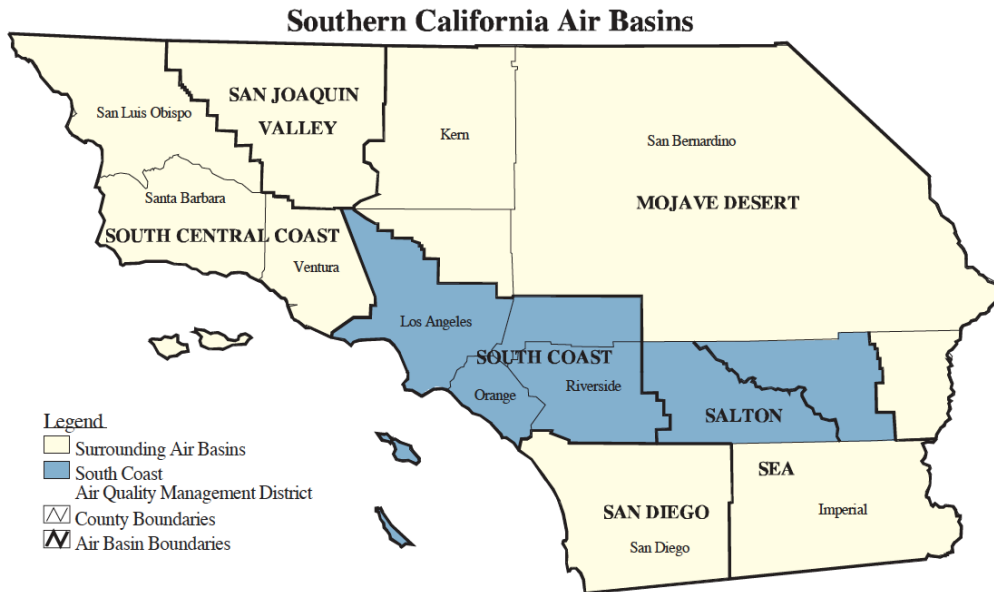 Southern California Air Basins
San Luis Obispo
SAN JOAQUIN
VALLEY
Kern
San Bernardino
MOJAVE DESERT
Santa Barbara
SOUTH CENTRAL COAST
Ventura
Los Angeles
SOUTH COAST
Orange
Riverside
SALTON
SEA
SAN DIEGO
San Diego
Imperial
Legend
Surrounding Air Basins
South Coast
Air Quality Management District
County Boundaries
Air Basin Boundaries